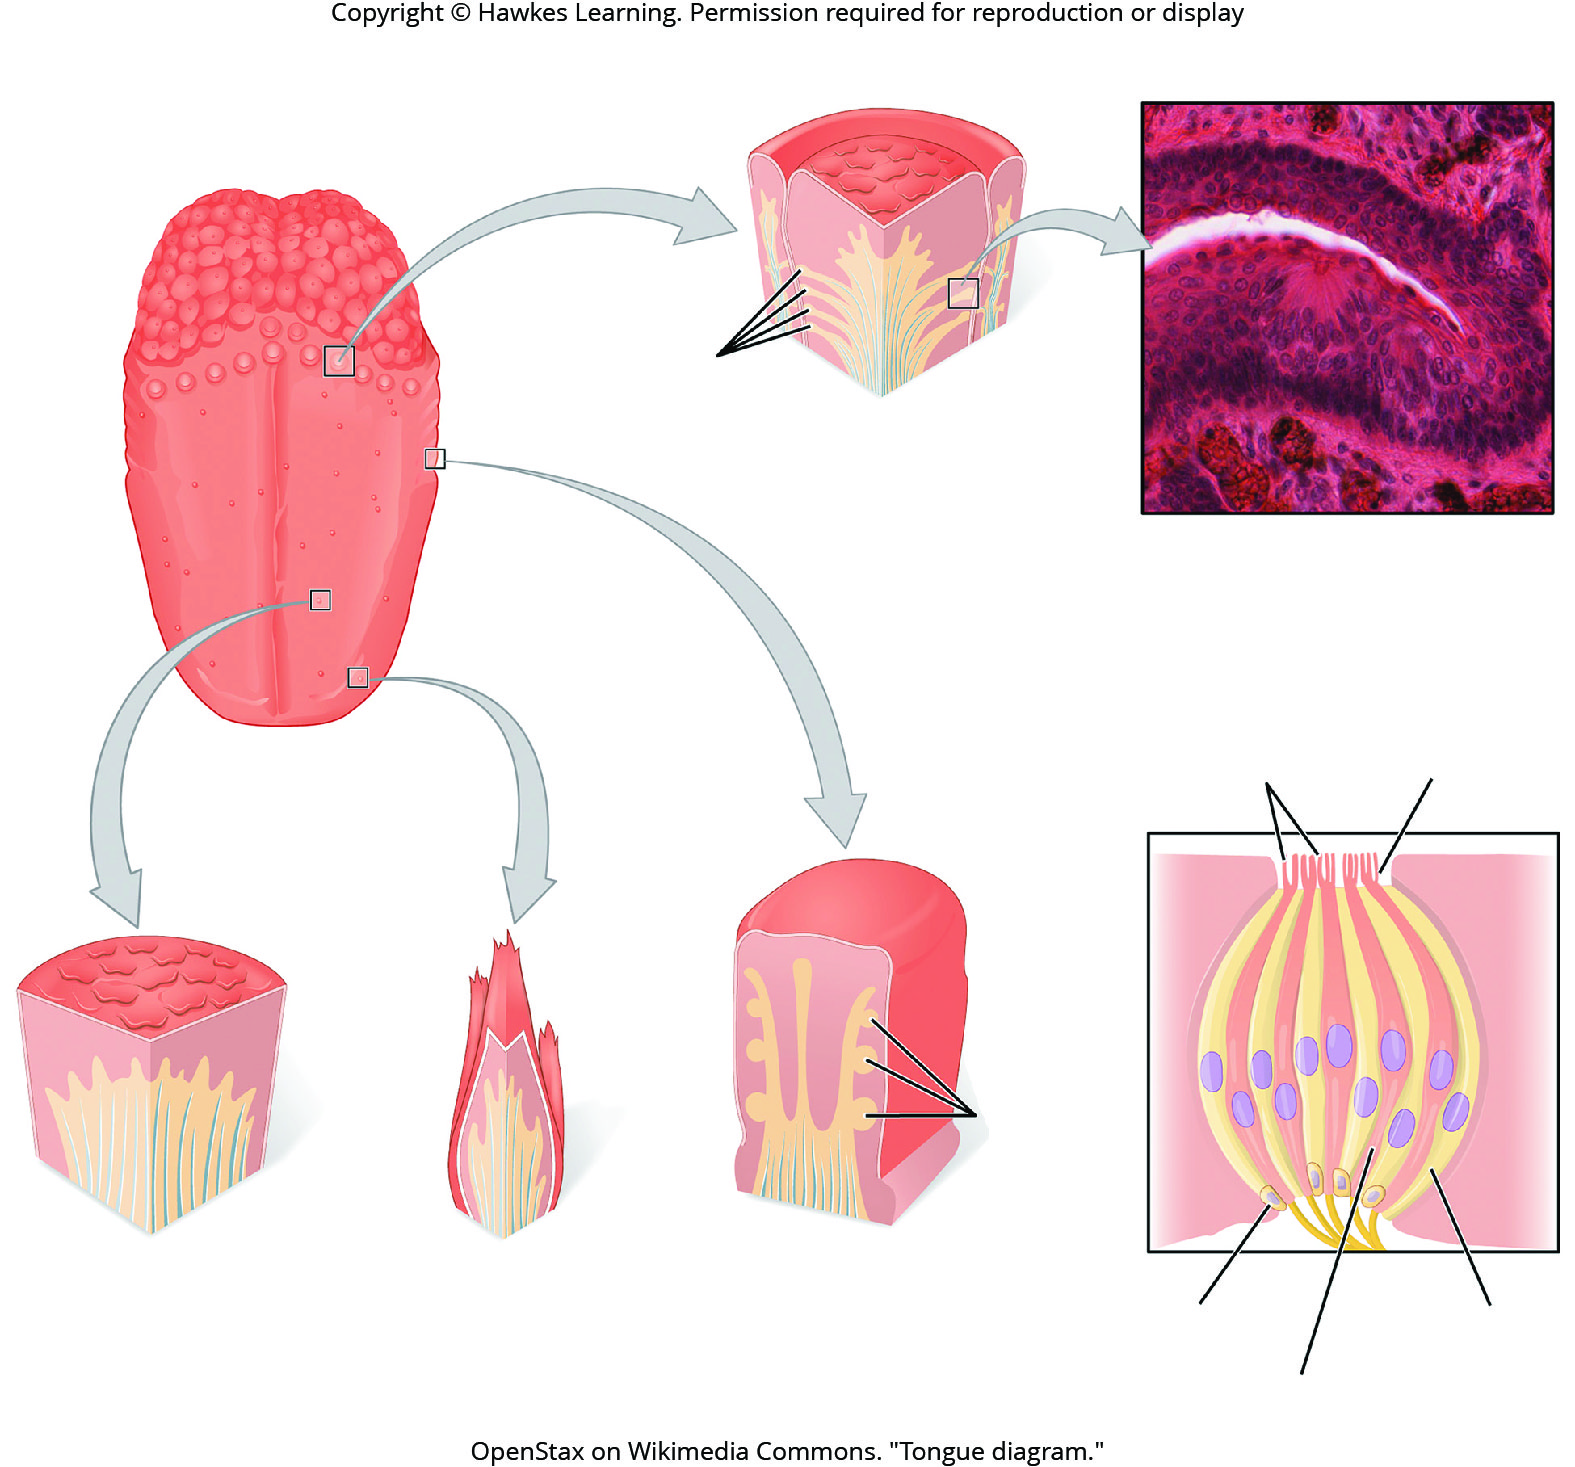 Copyright © Hawkes Learning. Permission required for reproduction or display
OpenStax on Wikimedia Commons. "Tongue diagram."